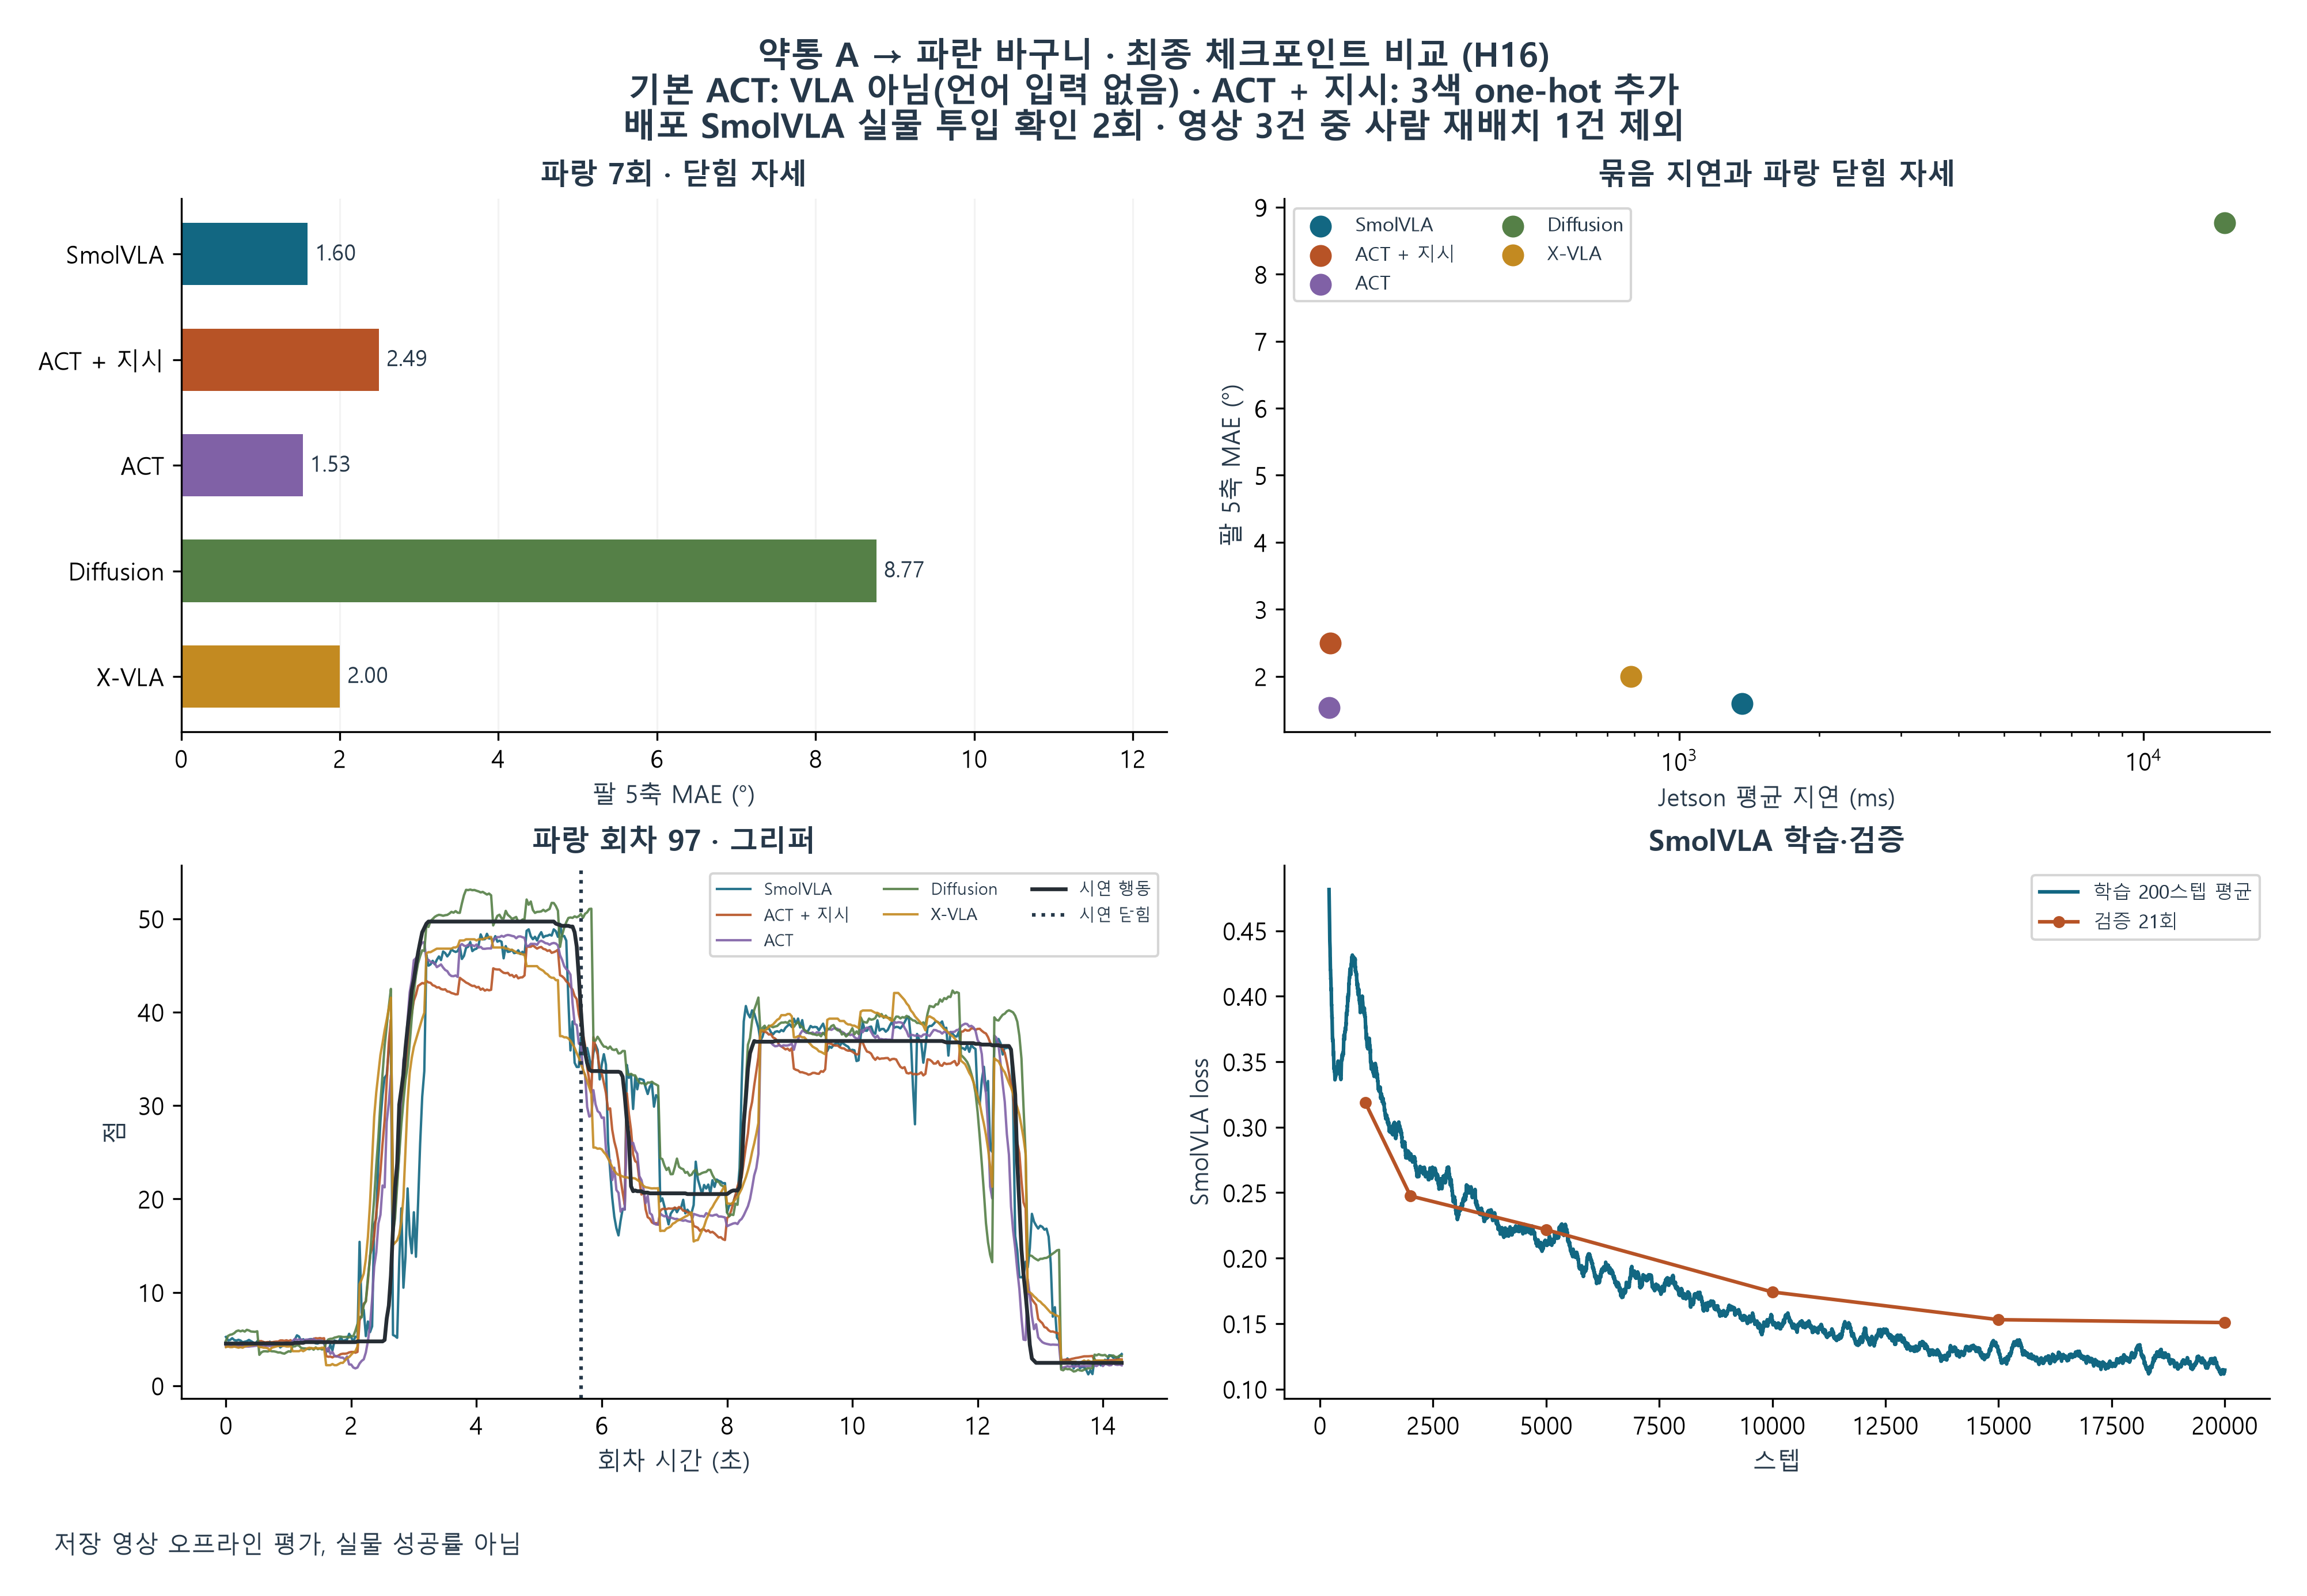 약통 A → 파란 바구니 · 최종 체크포인트 비교 (H16)
기본 ACT: VLA 아님(언어 입력 없음) · ACT + 지시: 3색 one-hot 추가
배포 SmolVLA 실물 투입 확인 2회 · 영상 3건 중 사람 재배치 1건 제외
파랑 7회 · 닫힘 자세
SmolVLA
1.60
ACT + 지시
2.49
ACT
1.53
Diffusion
8.77
X-VLA
2.00
0 2 4 6 8 10 12
팔 5축 MAE (°)
묶음 지연과 파랑 닫힘 자세
SmolVLA
ACT + 지시
ACT
Diffusion
X-VLA
9
8
7
6
5
4
3
2
팔 5축 MAE (°)
10³ 10⁴
Jetson 평균 지연 (ms)
파랑 회차 97 · 그리퍼
SmolVLA
ACT + 지시
ACT
Diffusion
X-VLA
시연 행동
시연 닫힘
50
40
30
20
10
0
점
0 2 4 6 8 10 12 14
회차 시간 (초)
SmolVLA 학습·검증
학습 200스텝 평균
검증 21회
0.45
0.40
0.35
0.30
0.25
0.20
0.15
0.10
SmolVLA loss
0 2500 5000 7500 10000 12500 15000 17500 20000
스텝
저장 영상 오프라인 평가, 실물 성공률 아님